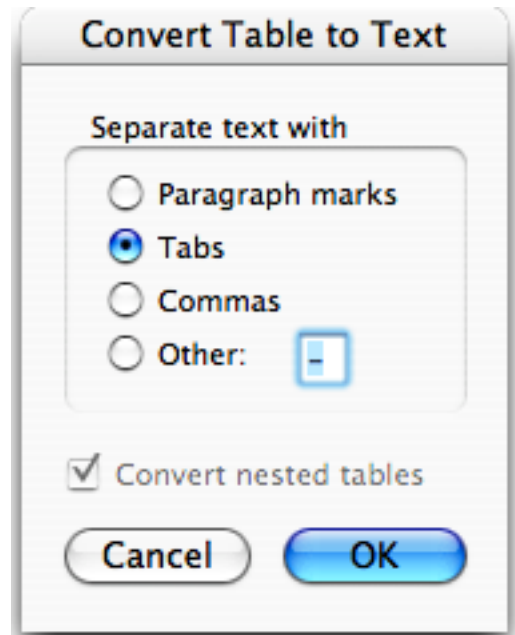 Convert Table to Text
Separate text with
Paragraph marks
Tabs
Commas
Other: -
Convert nested tables
Cancel OK